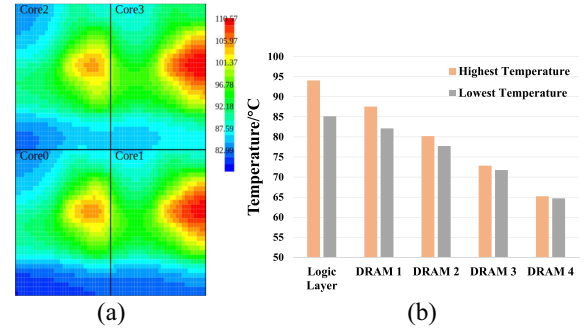 Core2
Core3
Core0
Core1
110.57
105.97
101.37
96.78
92.18
87.59
82.99
(a)
Temperature/°C
100
95
90
85
80
75
70
65
60
55
50
Highest Temperature
Lowest Temperature
Logic
Layer
DRAM 1
DRAM 2
DRAM 3
DRAM 4
(b)